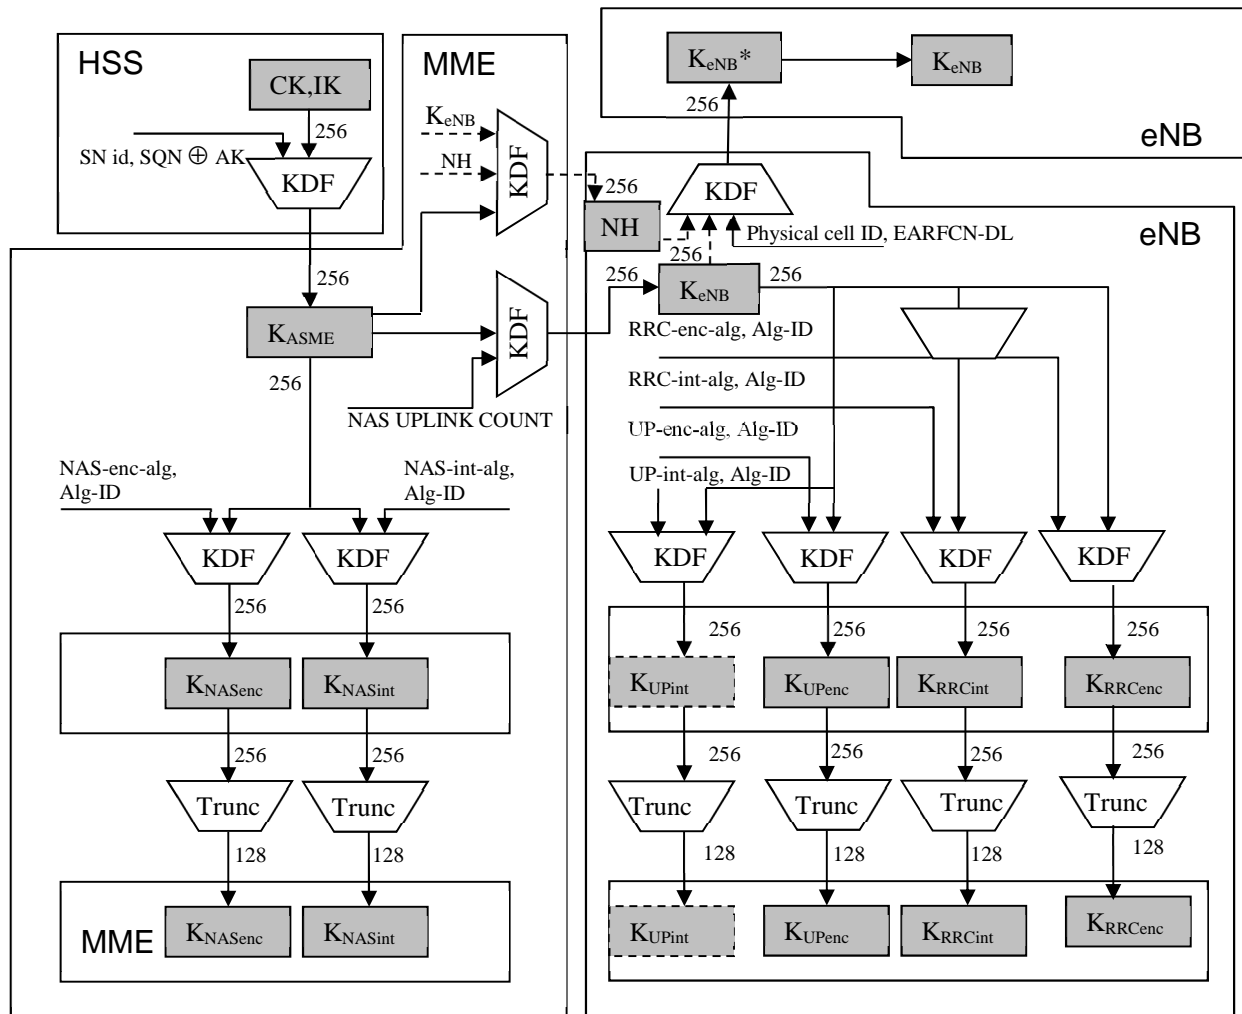 HSS
CK,IK
256
SN id, SQN ⊕ AK
KDF
256
MME
KeNB
NH
KDF
256
KASME
256
KDF
NAS UPLINK COUNT
NAS-enc-alg,
Alg-ID
NAS-int-alg,
Alg-ID
KDF
KDF
256
256
KNASenc
KNASint
256
256
Trunc
Trunc
128
128
MME
KNASenc
KNASint
KeNB*
KeNB
256
eNB
KDF
NH
Physical cell ID, EARFCN-DL
eNB
256
256
KeNB
256
RRC-enc-alg, Alg-ID
RRC-int-alg, Alg-ID
UP-enc-alg, Alg-ID
UP-int-alg, Alg-ID
KDF
KDF
KDF
KDF
256
256
256
256
KUPint
KUPenc
KRRCint
KRRCenc
256
256
256
256
Trunc
Trunc
Trunc
Trunc
128
128
128
128
KUPint
KUPenc
KRRCint
KRRCenc